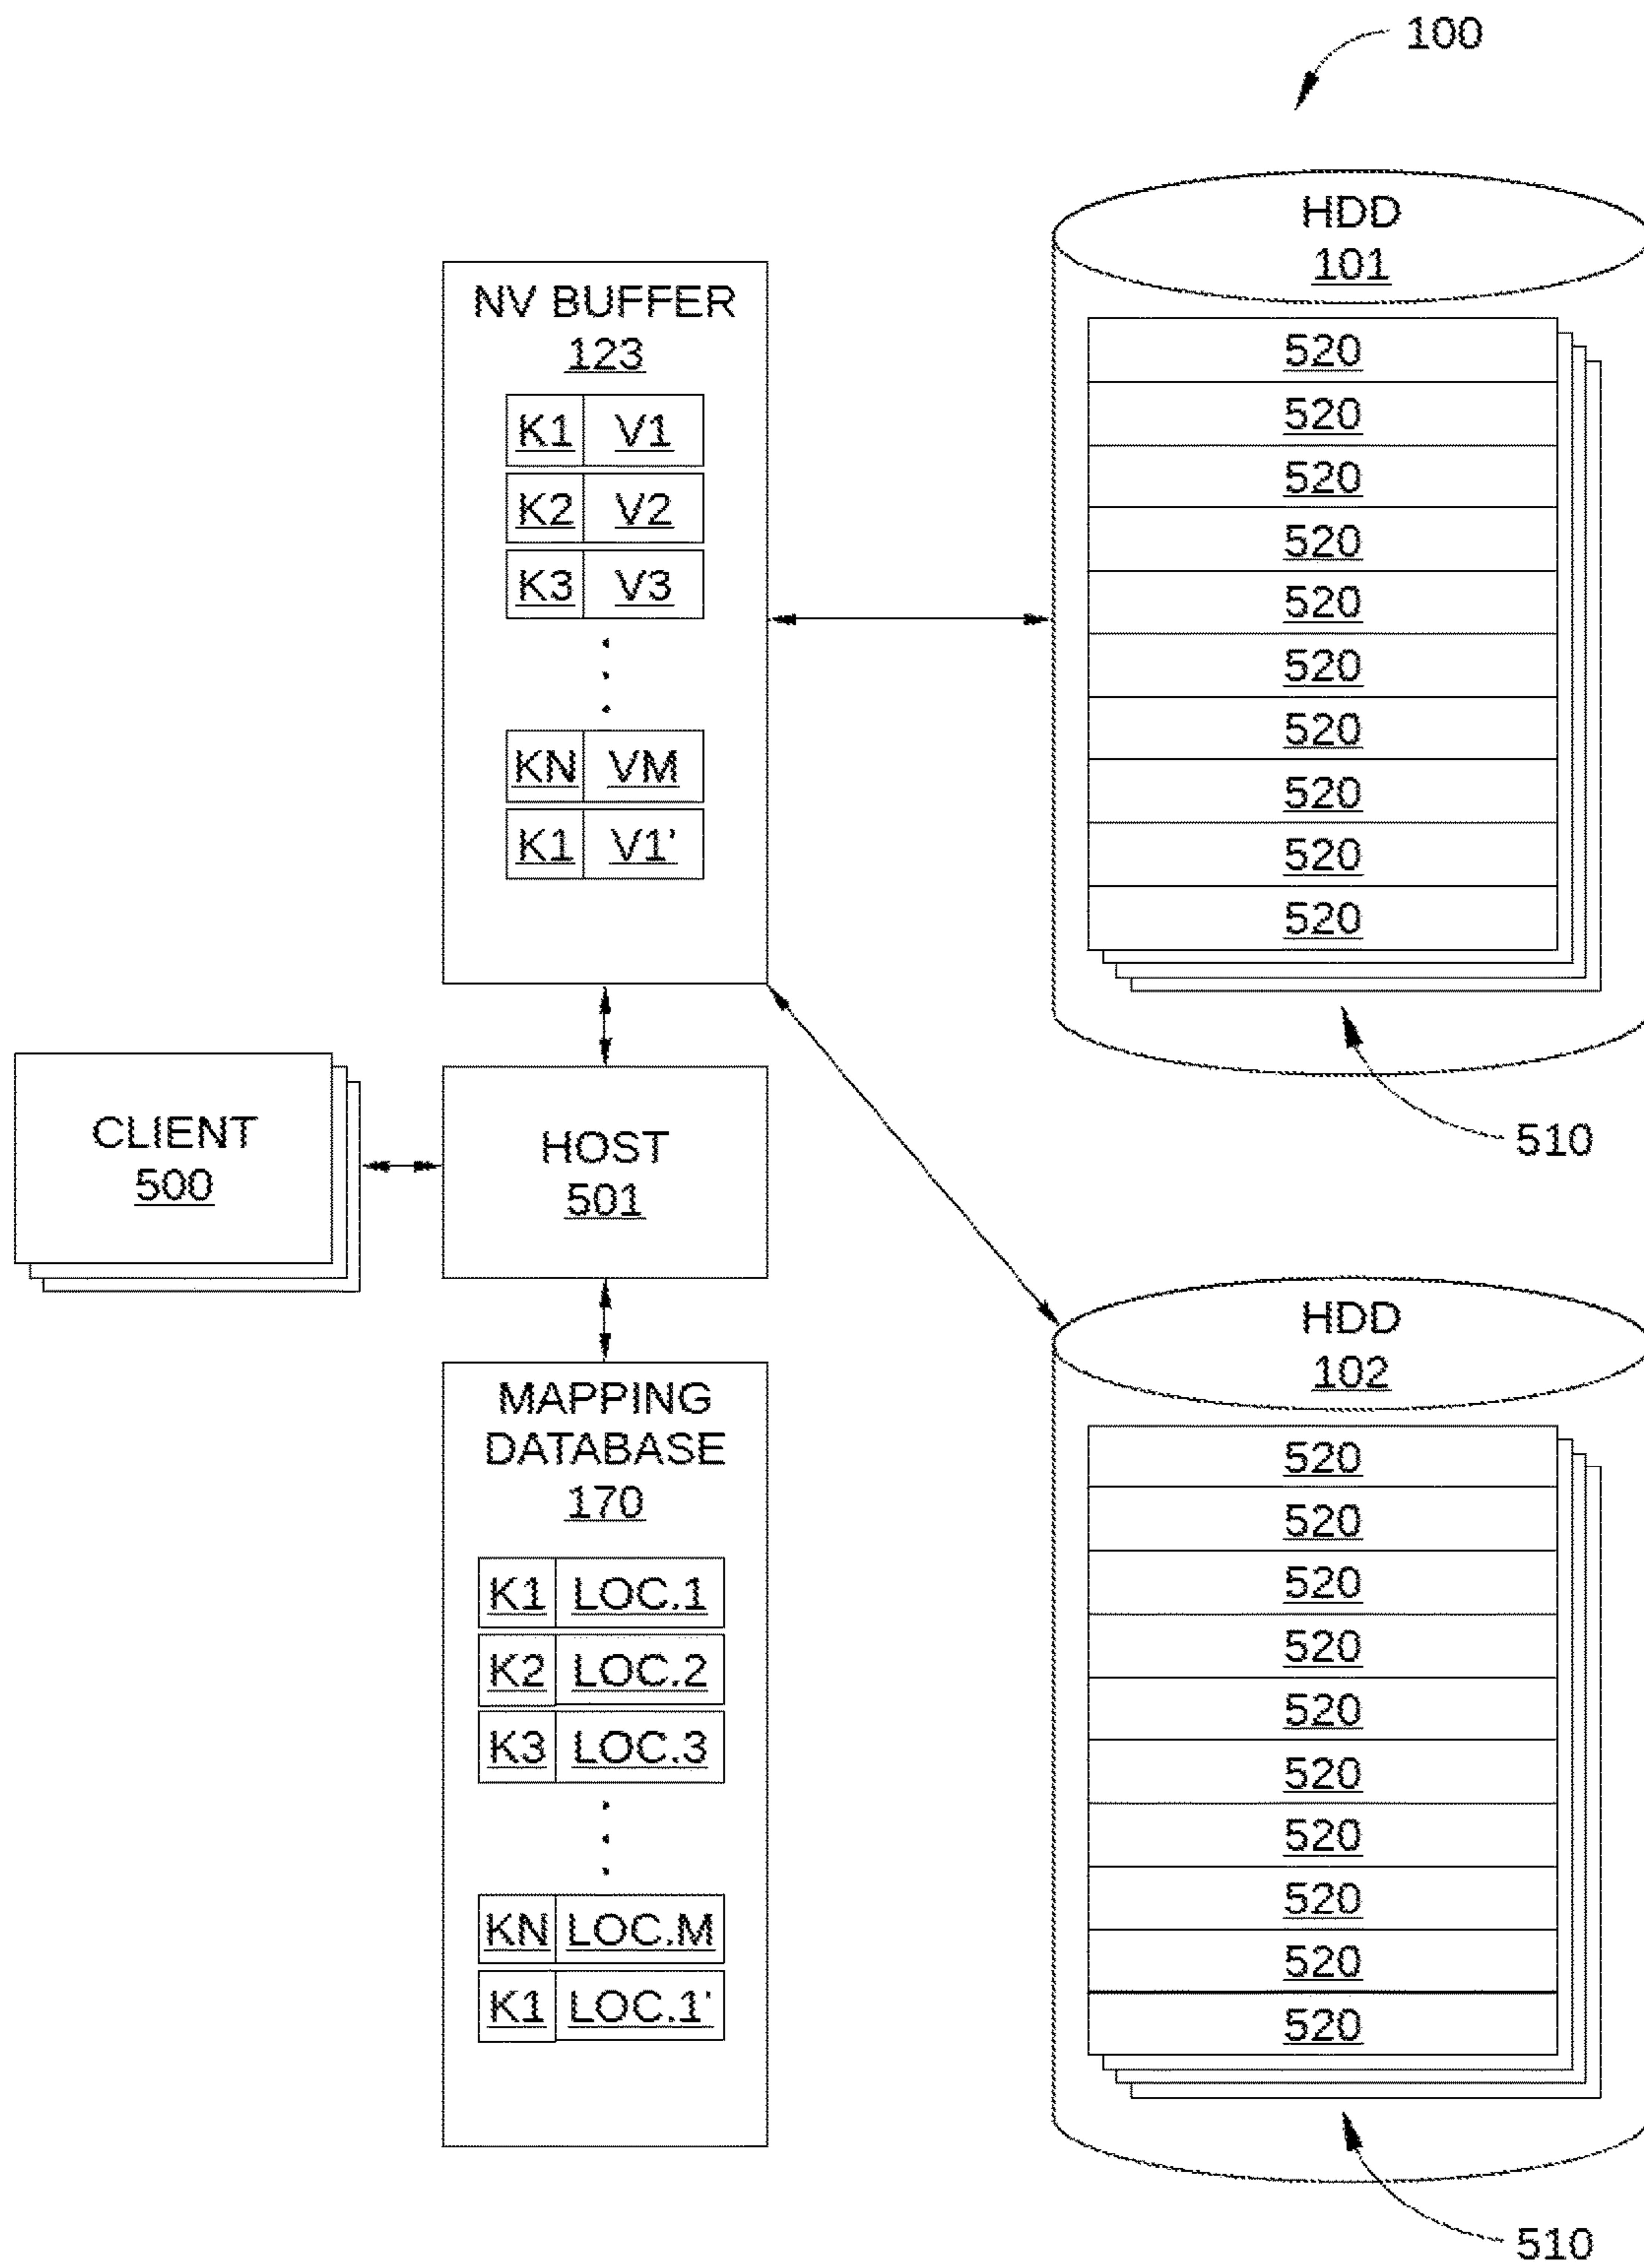 100
NV BUFFER
123
K1 V1
K2 V2
K3 V3
KN VM
K1 V1'
HDD
101
520
520
520
520
520
520
520
520
520
520
510
CLIENT
500
HOST
501
MAPPING
DATABASE
170
K1 LOC.1
K2 LOC.2
K3 LOC.3
KN LOC.M
K1 LOC.1'
HDD
102
520
520
520
520
520
520
520
520
520
520
510